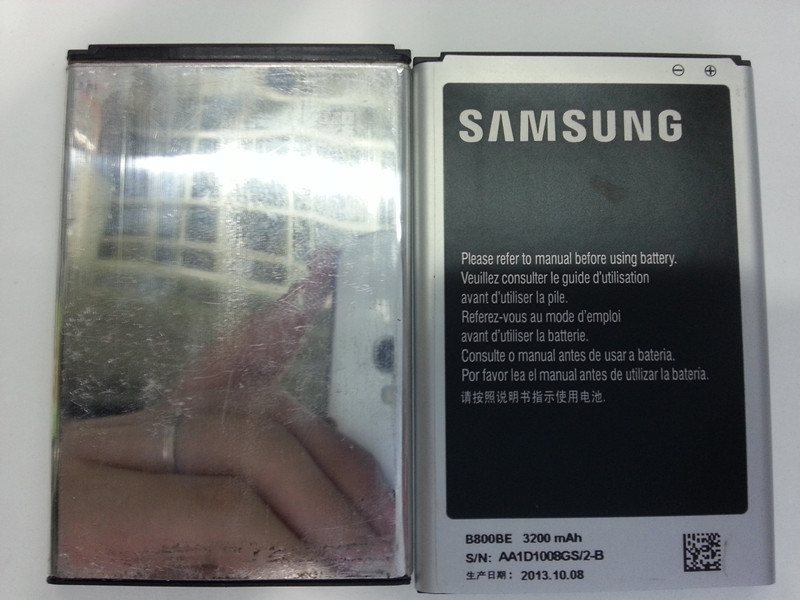 SAMSUNG
Please refer to manual before using battery.
Veuillez consulter le guide d'utilisation
avant d'utiliser la pile.
Referez-vous au mode d'emploi
avant d'utiliser la batterie.
Consulte o manual antes de usar a bateria.
Por favor lea el manual antes de utilizar la batería.
请按照说明书指示使用电池.
B800BE 3200 mAh
S/N: AA1D1008GS/2-B
生产日期: 2013.10.08